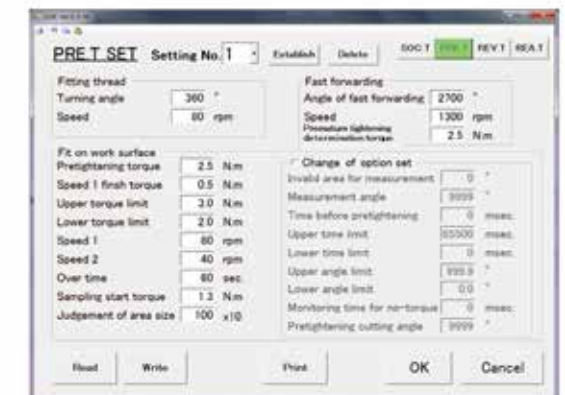 PRE.T SET Setting No. 1 Establish Delete SOC.T PRE.T REV.T REA.T
Fitting thread
Turning angle 360 °
Speed 80 rpm
Fast forwarding
Angle of fast forwarding 2700 °
Speed 1300 rpm
Premature tightening
determination torque 2.5 N.m
Fit on work surface
Pretightening torque 2.5 N.m
Speed 1 finsh torque 0.5 N.m
Upper torque limit 3.0 N.m
Lower torque limit 2.0 N.m
Speed 1 80 rpm
Speed 2 40 rpm
Over time 60 sec.
Sampling start torque 1.3 N.m
Judgement of area size 100 x10
Change of option set
Invalid area for measurement 0 °
Measurement angle 9999 °
Time before pretightening 0 msec.
Upper time limit 65500 msec.
Lower time limit 0 msec.
Upper angle limit 999.9 °
Lower angle limit 0.0 °
Monitoring time for no-torque 0 msec.
Pretightening cutting angle 9999 °
Read Write Print OK Cancel